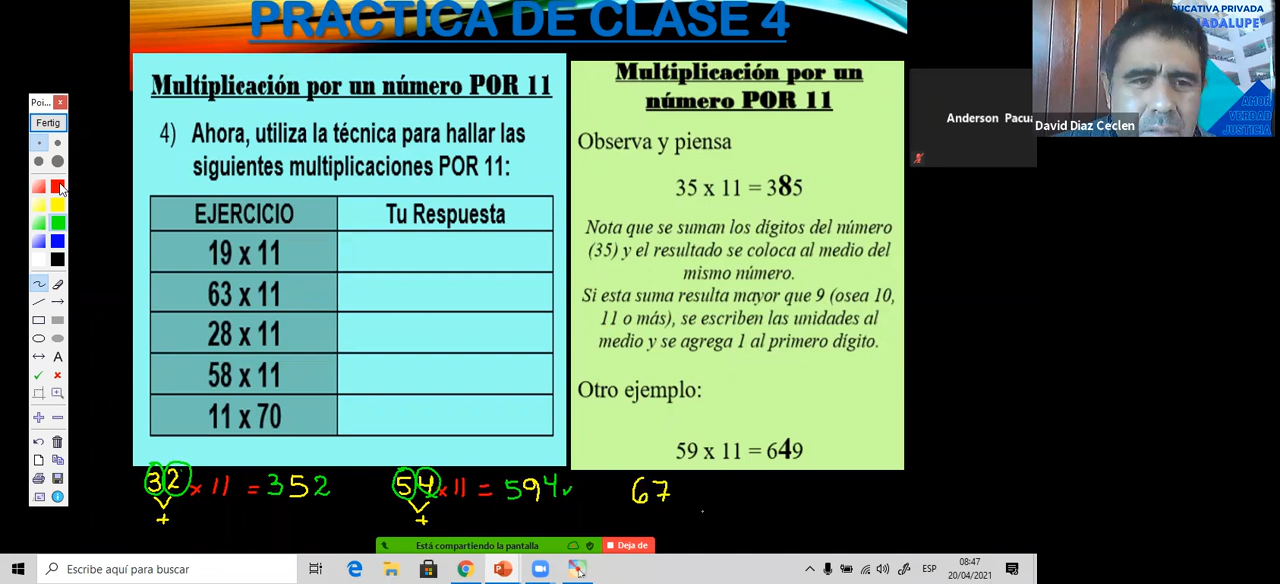 PRACTICA DE CLASE 4
Multiplicación por un número POR 11
4) Ahora, utiliza la técnica para hallar las
siguientes multiplicaciones POR 11:
EJERCICIO Tu Respuesta
19 x 11
63 x 11
28 x 11
58 x 11
11 x 70
Multiplicación por un
número POR 11
Observa y piensa
35 x 11 = 385
Nota que se suman los dígitos del número
(35) y el resultado se coloca al medio del
mismo número.
Si esta suma resulta mayor que 9 (osea 10,
11 o más), se escriben las unidades al
medio y se agrega 1 al primero dígito.
Otro ejemplo:
59 x 11 = 649
32 x 11 = 352
+
54 x 11 = 594
+
67
Poi...
Fertig
A
UCATIVA PRIVADA
ADALUPE"
AMOR
VERDAD
JUSTICIA
David Diaz Ceclen
Anderson Pacua
Está compartiendo la pantalla
Deja de
Escribe aquí para buscar
ESP
08:47
20/04/2021